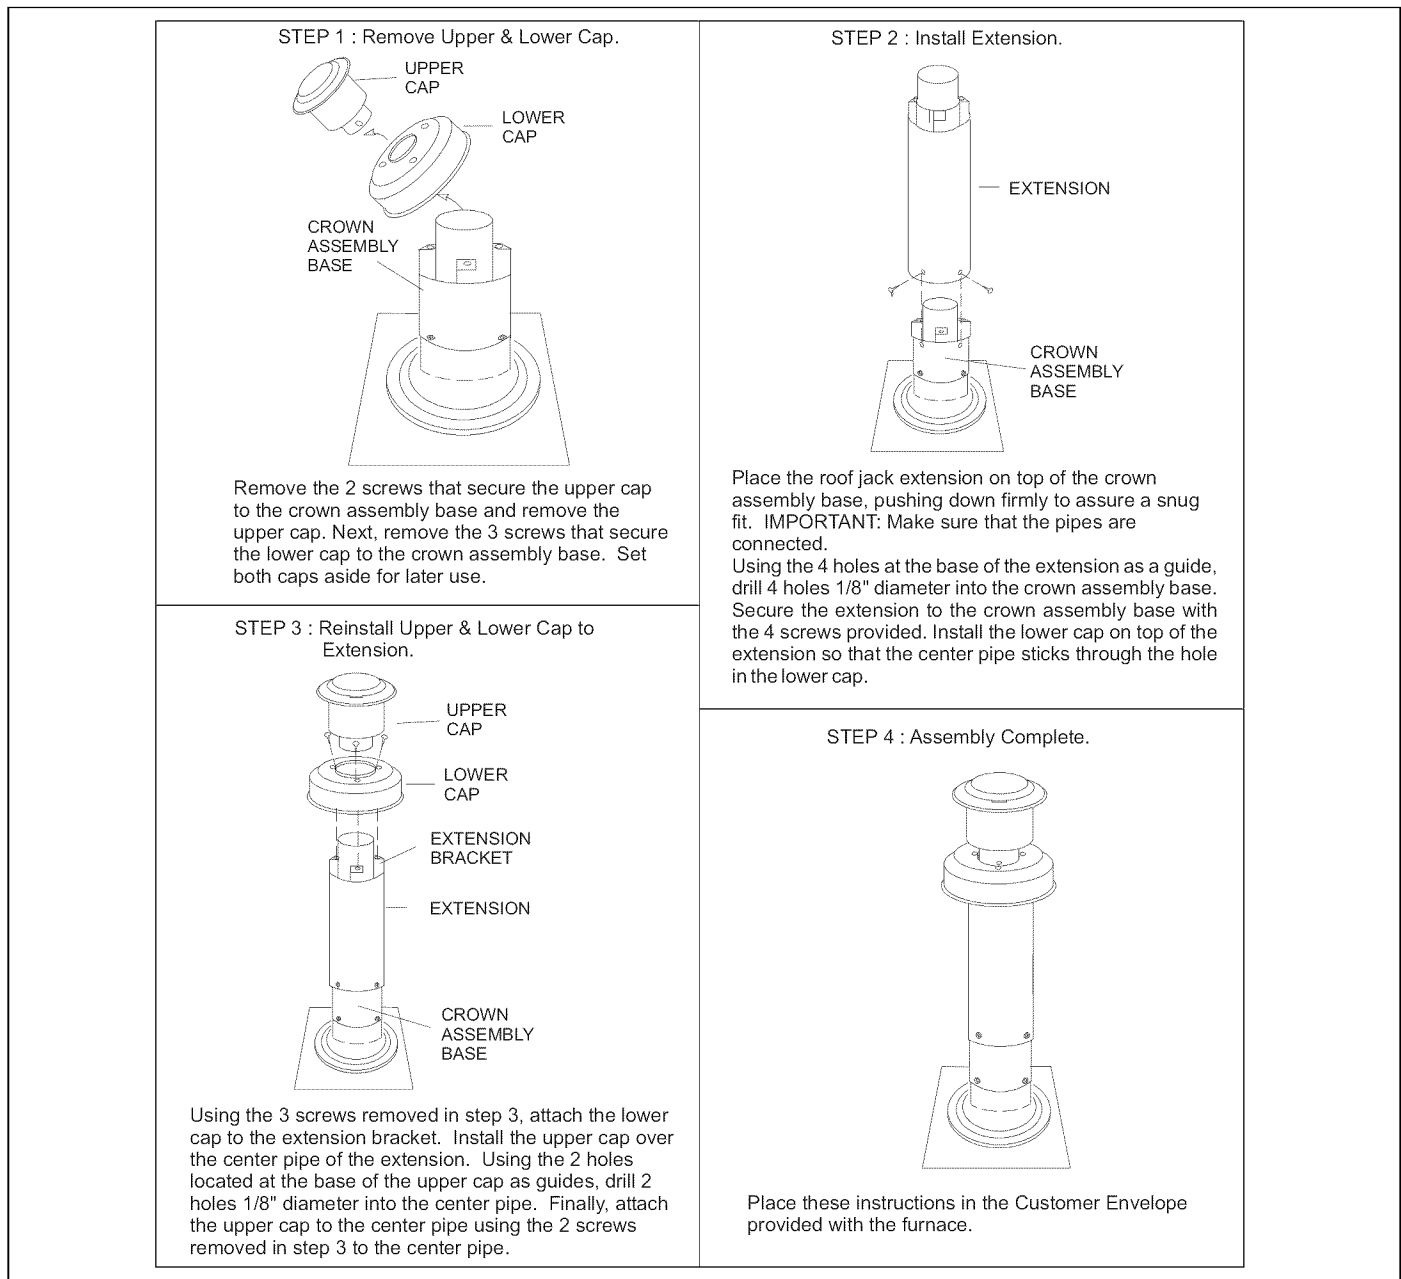 STEP 1 : Remove Upper & Lower Cap.
UPPER
CAP
LOWER
CAP
CROWN
ASSEMBLY
BASE
Remove the 2 screws that secure the upper cap
to the crown assembly base and remove the
upper cap. Next, remove the 3 screws that secure
the lower cap to the crown assembly base.  Set
both caps aside for later use.
STEP 2 : Install Extension.
EXTENSION
CROWN
ASSEMBLY
BASE
Place the roof jack extension on top of the crown
assembly base, pushing down firmly to assure a snug
fit.  IMPORTANT: Make sure that the pipes are
connected.
Using the 4 holes at the base of the extension as a guide,
drill 4 holes 1/8" diameter into the crown assembly base.
Secure the extension to the crown assembly base with
the 4 screws provided. Install the lower cap on top of the
extension so that the center pipe sticks through the hole
in the lower cap.
STEP 3 : Reinstall Upper & Lower Cap to
Extension.
UPPER
CAP
LOWER
CAP
EXTENSION
BRACKET
EXTENSION
CROWN
ASSEMBLY
BASE
Using the 3 screws removed in step 3, attach the lower
cap to the extension bracket.  Install the upper cap over
the center pipe of the extension.  Using the 2 holes
located at the base of the upper cap as guides, drill 2
holes 1/8" diameter into the center pipe.  Finally, attach
the upper cap to the center pipe using the 2 screws
removed in step 3 to the center pipe.
STEP 4 : Assembly Complete.
Place these instructions in the Customer Envelope
provided with the furnace.